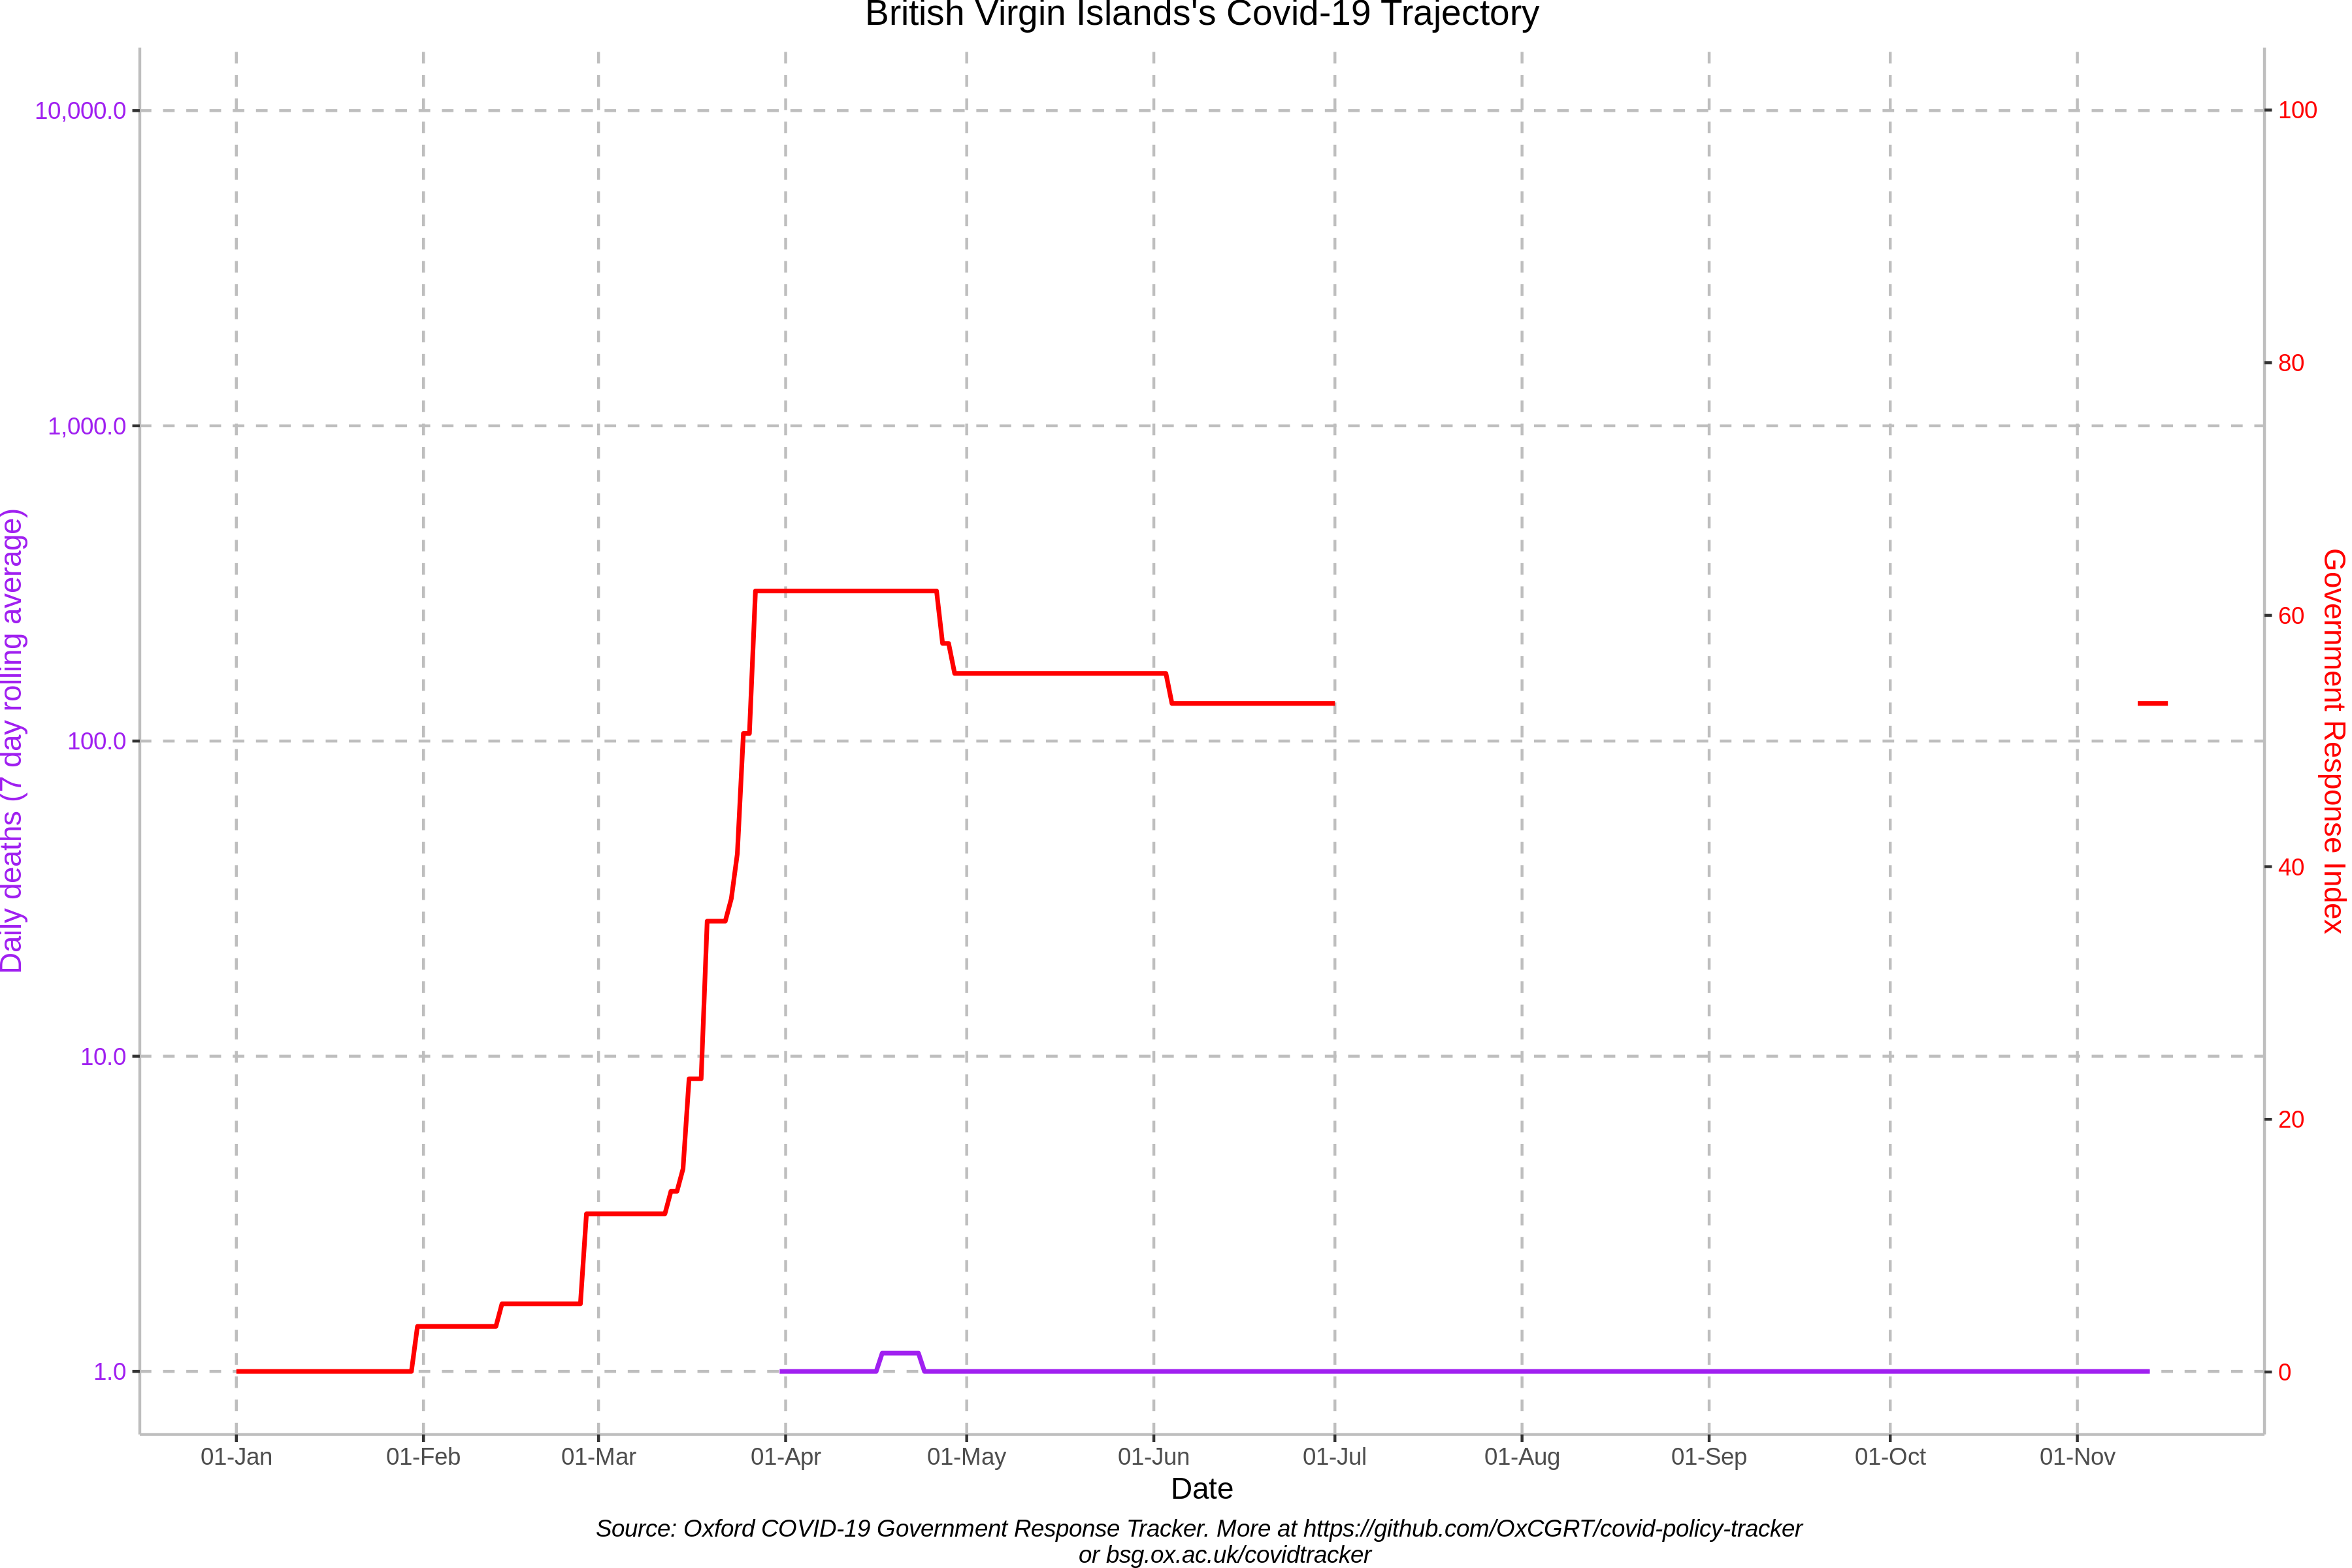 British Virgin Islands's Covid-19 Trajectory
10,000.0
1,000.0
100.0
10.0
1.0
Daily deaths (7 day rolling average)
100
80
60
40
20
0
Government Response Index
01-Jan 01-Feb 01-Mar 01-Apr 01-May 01-Jun 01-Jul 01-Aug 01-Sep 01-Oct 01-Nov
Date
Source: Oxford COVID-19 Government Response Tracker. More at https://github.com/OxCGRT/covid-policy-tracker
or bsg.ox.ac.uk/covidtracker